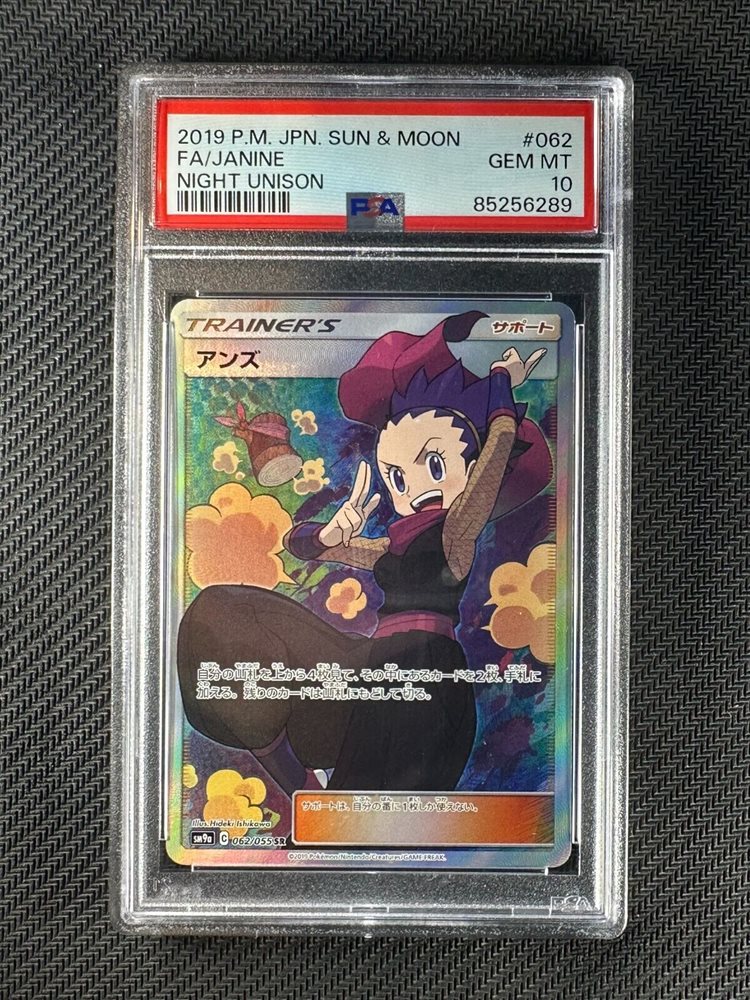 2019 P.M. JPN. SUN & MOON #062
FA/JANINE GEM MT
NIGHT UNISON 10
PSA 85256289
TRAINER'S サポート
アンズ
自分の山札を上から4枚見て、その中にあるカードを2枚、手札に
加える。残りのカードは山札にもどして切る。
サポートは、自分の番に1枚しか使えない。
Illus. Hideki Ishikawa
sm9a C 062/055 SR
©2019 Pokémon/Nintendo/Creatures/GAME FREAK.
PSA